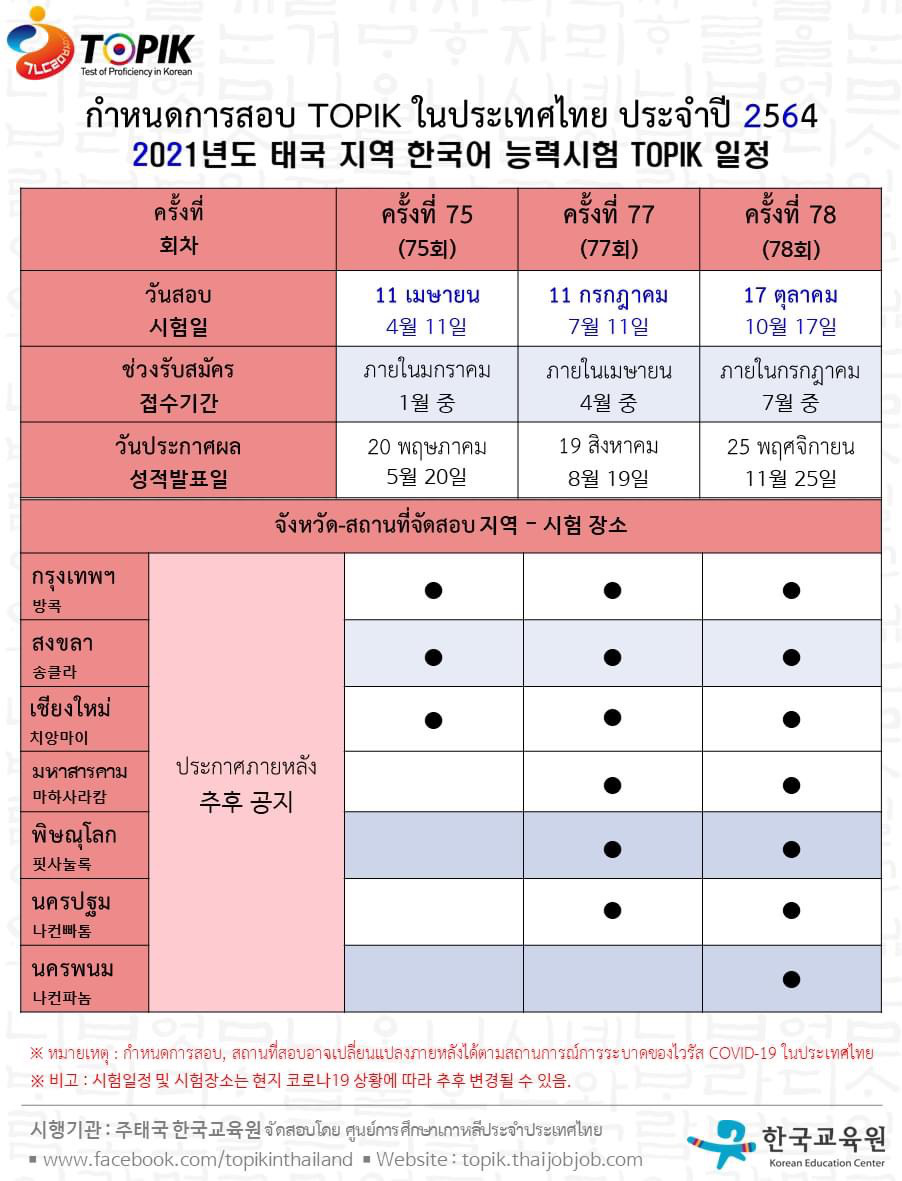 TOPIK
Test of Proficiency in Korean
กำหนดการสอบ TOPIK ในประเทศไทย ประจำปี 2564
2021년도 태국 지역 한국어 능력시험 TOPIK 일정
ครั้งที่ ครั้งที่ 75 ครั้งที่ 77 ครั้งที่ 78
회차 (75회) (77회) (78회)
วันสอบ 11 เมษายน 11 กรกฎาคม 17 ตุลาคม
시험일 4월 11일 7월 11일 10월 17일
ช่วงรับสมัคร ภายในมกราคม ภายในเมษายน ภายในกรกฎาคม
접수기간 1월 중 4월 중 7월 중
วันประกาศผล 20 พฤษภาคม 19 สิงหาคม 25 พฤศจิกายน
성적발표일 5월 20일 8월 19일 11월 25일
จังหวัด-สถานที่จัดสอบ 지역 - 시험 장소
กรุงเทพฯ ● ● ●
방콕
สงขลา ● ● ●
송클라
เชียงใหม่ ● ● ●
치앙마이
ประกาศภายหลัง
추후 공지
มหาสารคาม ● ●
마하사라캄
พิษณุโลก ● ●
핏사눌록
นครปฐม ● ●
나컨빠톰
นครพนม ●
나컨파놈
※ หมายเหตุ : กำหนดการสอบ, สถานที่สอบอาจเปลี่ยนแปลงภายหลังได้ตามสถานการณ์การระบาดของไวรัส COVID-19 ในประเทศไทย
※ 비고 : 시험일정 및 시험장소는 현지 코로나19 상황에 따라 추후 변경될 수 있음.
시행기관 : 주태국 한국교육원 จัดสอบโดย ศูนย์การศึกษาเกาหลีประจำประเทศไทย
▪ www.facebook.com/topikinthailand ▪ Website : topik.thaijobjob.com
한국교육원
Korean Education Center